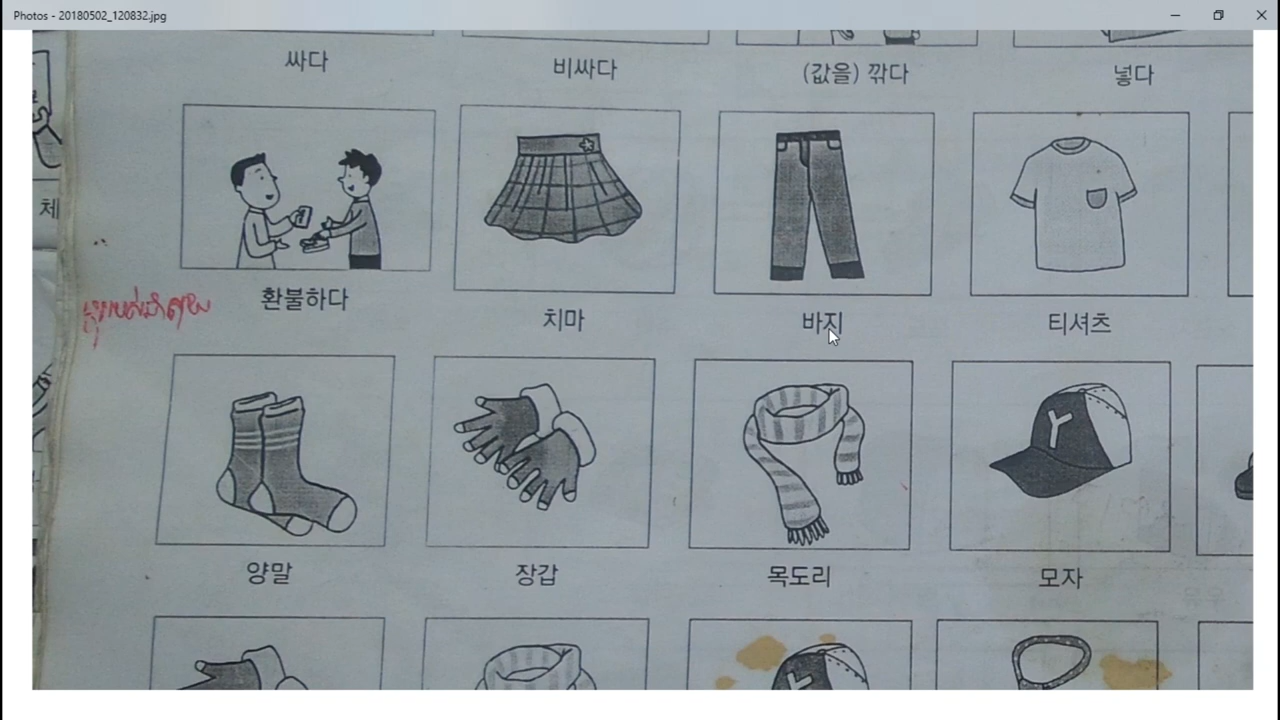 Photos - 20180502_120832.jpg
싸다
비싸다
(값을) 깎다
넣다
체
환불하다
치마
바지
티셔츠
양말
장갑
목도리
모자